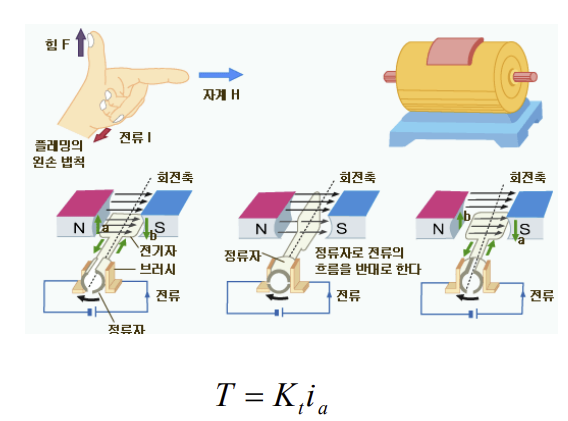 힘 F
자계 H
전류 I
플레밍의
왼손 법칙
회전축
N
a
S
b
전기자
브러시
전류
정류자
회전축
N
S
정류자
정류자로 전류의
흐름을 반대로 한다
전류
회전축
N
b
S
a
전류
T = Kₜiₐ